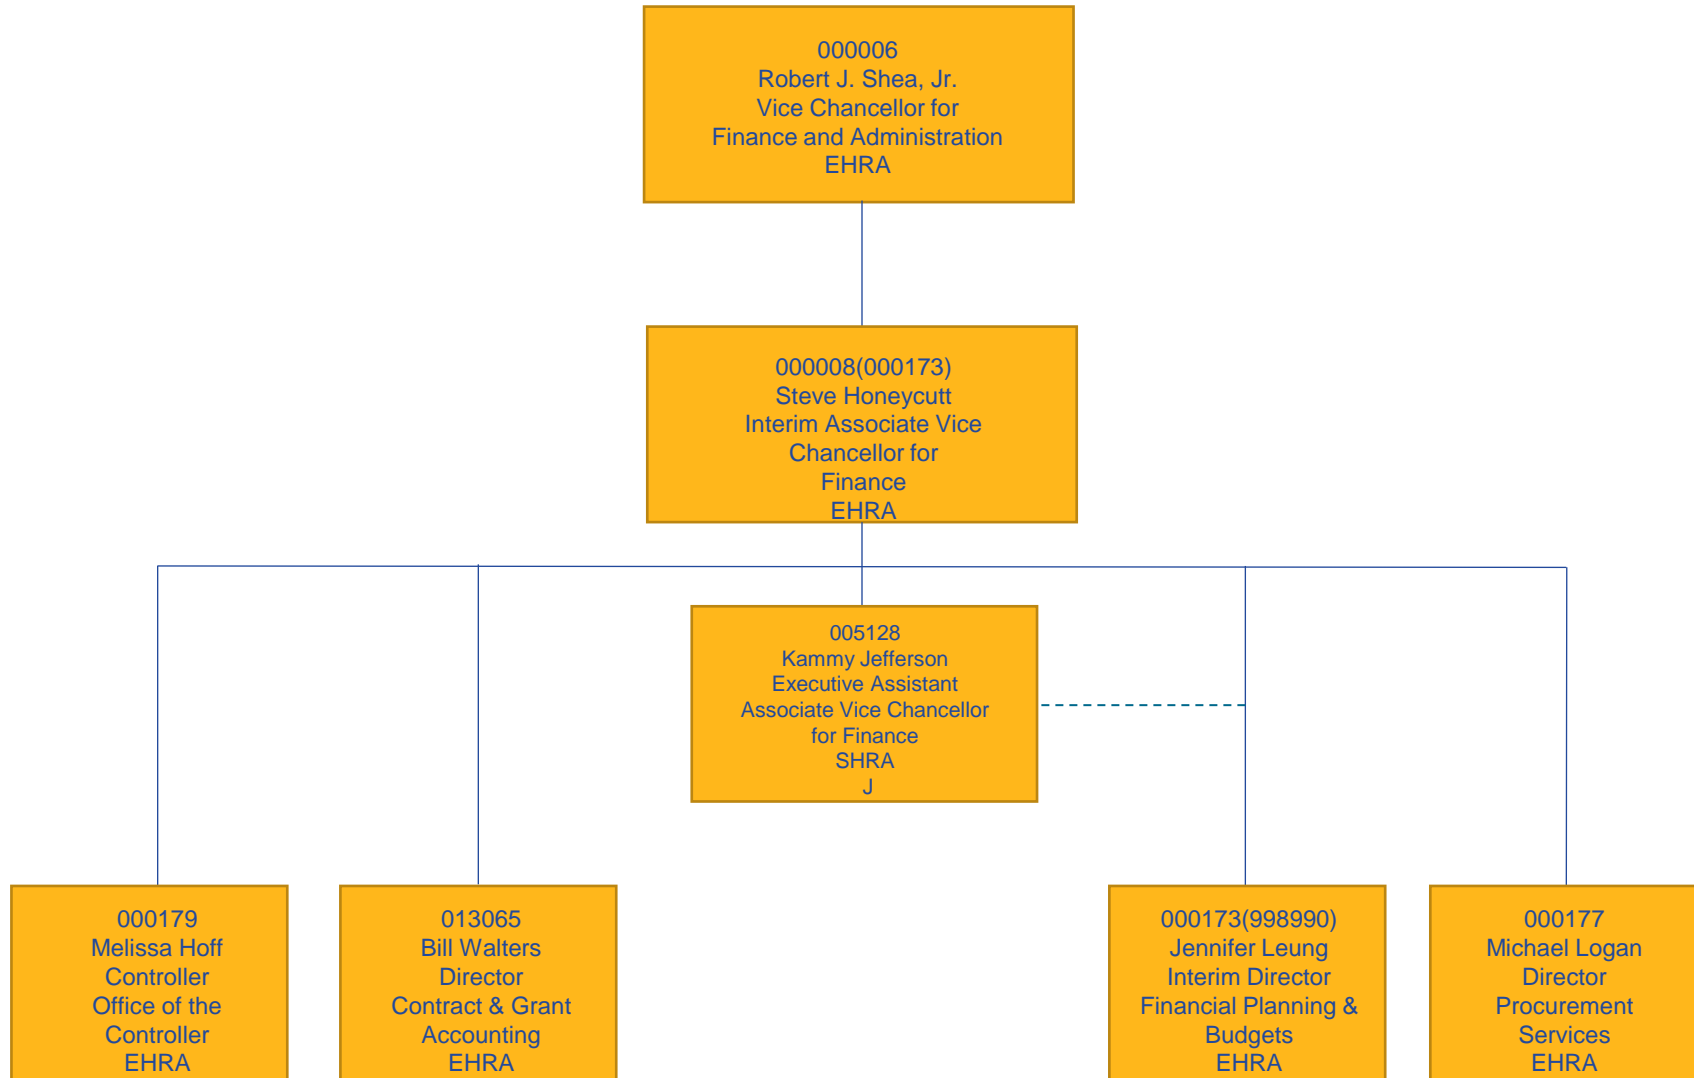 000006
Robert J. Shea, Jr.
Vice Chancellor for
Finance and Administration
EHRA
000008(000173)
Steve Honeycutt
Interim Associate Vice
Chancellor for
Finance
EHRA
005128
Kammy Jefferson
Executive Assistant
Associate Vice Chancellor
for Finance
SHRA
J
000179
Melissa Hoff
Controller
Office of the
Controller
EHRA
013065
Bill Walters
Director
Contract & Grant
Accounting
EHRA
000173(998990)
Jennifer Leung
Interim Director
Financial Planning &
Budgets
EHRA
000177
Michael Logan
Director
Procurement
Services
EHRA